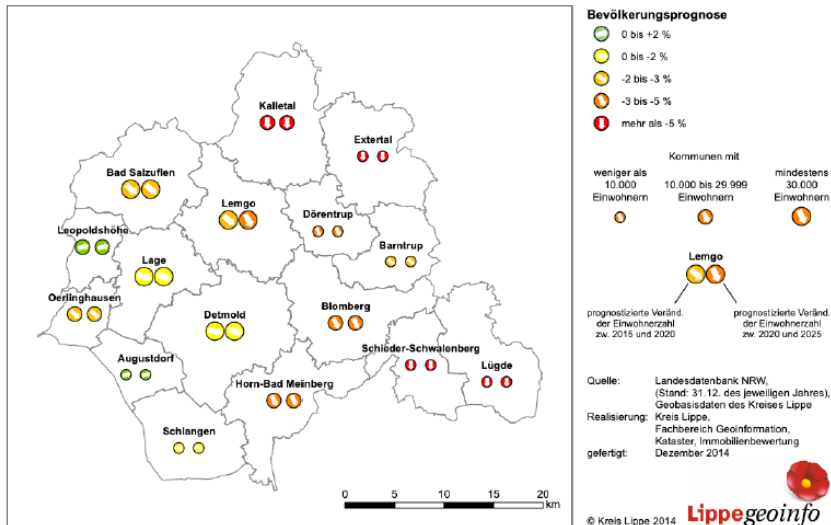 Kalletal
Extertal
Bad Salzuflen
Lemgo
Dörentrup
Leopoldshöhe
Barntrup
Lage
Oerlinghausen
Detmold
Blomberg
Schieder-Schwalenberg
Augustdorf
Lügde
Horn-Bad Meinberg
Schlangen
0 5 10 15 20
km
Bevölkerungsprognose
0 bis +2 %
0 bis -2 %
-2 bis -3 %
-3 bis -5 %
mehr als -5 %
Kommunen mit
weniger als
10.000
Einwohnern
10.000 bis 29.999
Einwohnern
mindestens
30.000
Einwohnern
Lemgo
prognostizierte Veränd.
der Einwohnerzahl
zw. 2015 und 2020
prognostizierte Veränd.
der Einwohnerzahl
zw. 2020 und 2025
Quelle: Landesdatenbank NRW,
(Stand: 31.12. des jeweiligen Jahres),
Geobasisdaten des Kreises Lippe
Realisierung: Kreis Lippe,
Fachbereich Geoinformation,
Kataster, Immobilienbewertung
gefertigt: Dezember 2014
© Kreis Lippe 2014
Lippegeoinfo